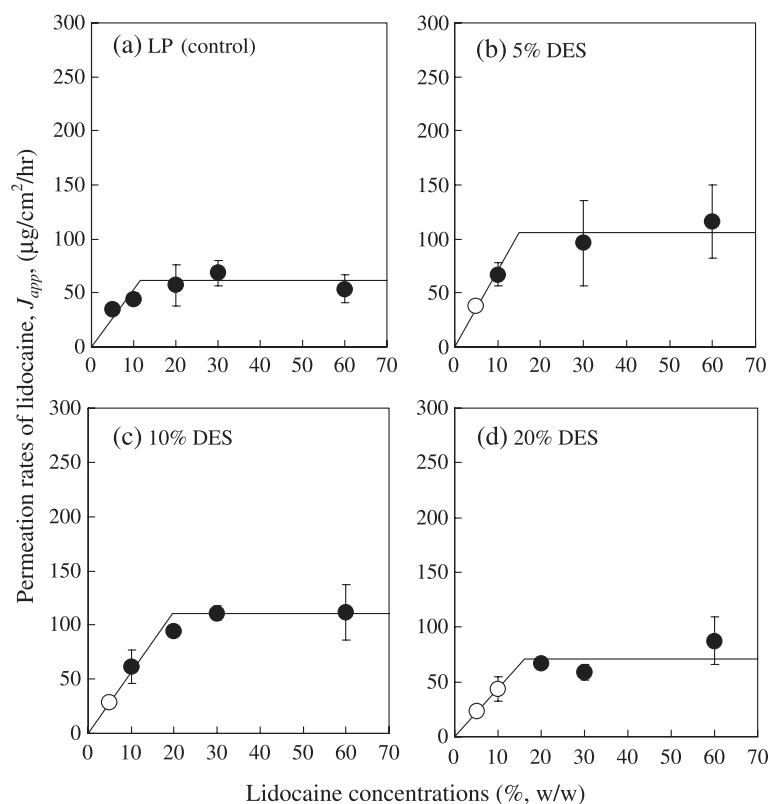 Permeation rates of lidocaine, J_app, (μg/cm²/hr)
(a) LP (control)
300
250
200
150
100
50
0
0 10 20 30 40 50 60 70
(b) 5% DES
300
250
200
150
100
50
0
0 10 20 30 40 50 60 70
(c) 10% DES
300
250
200
150
100
50
0
0 10 20 30 40 50 60 70
(d) 20% DES
300
250
200
150
100
50
0
0 10 20 30 40 50 60 70
Lidocaine concentrations (%, w/w)